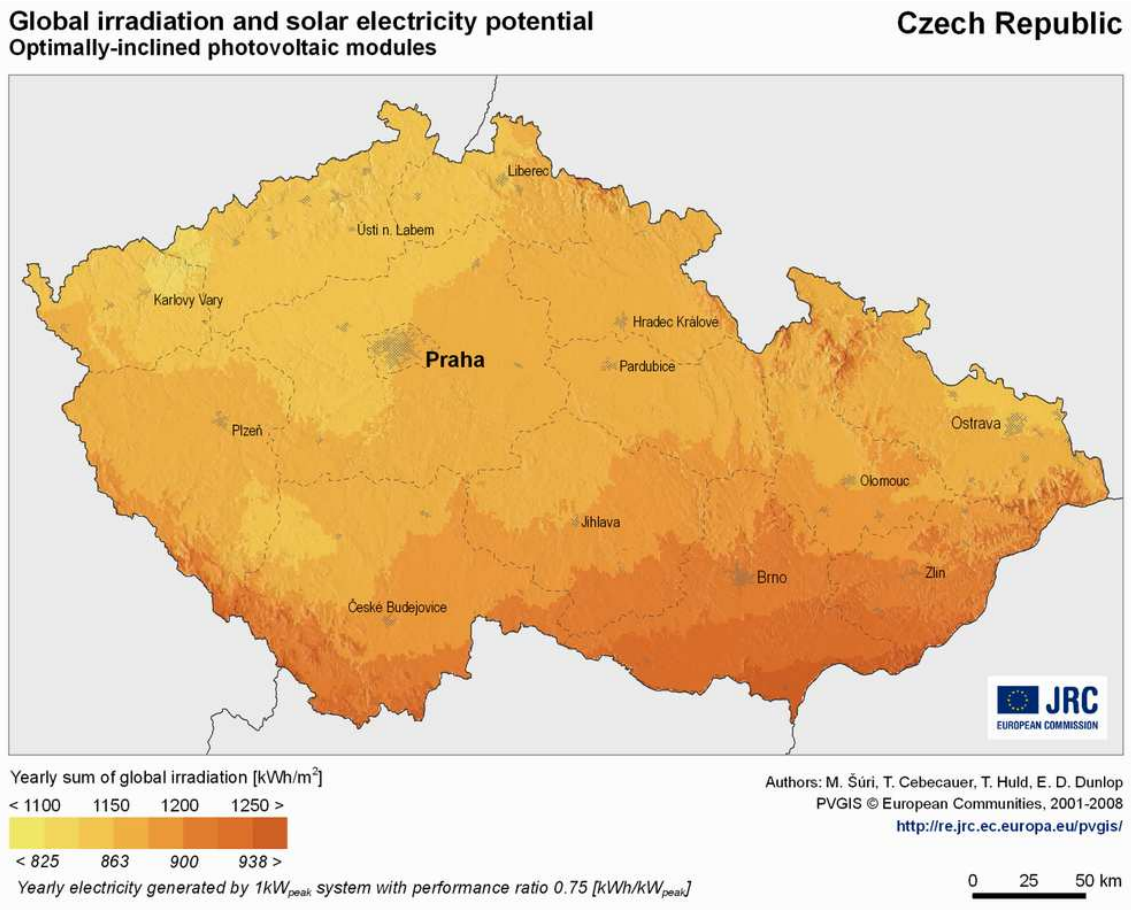 Global irradiation and solar electricity potential
Optimally-inclined photovoltaic modules
Czech Republic
Liberec
Ústi n. Labem
Karlovy Vary
Hradec Králové
Praha
Pardubice
Plzeň
Ostrava
Olomouc
Jihlava
Brno
Zlin
České Budejovice
JRC
EUROPEAN COMMISSION
Yearly sum of global irradiation [kWh/m²]
< 1100 1150 1200 1250 >
< 825 863 900 938 >
Yearly electricity generated by 1kWpeak system with performance ratio 0.75 [kWh/kWpeak]
Authors: M. Šúri, T. Cebecauer, T. Huld, E. D. Dunlop
PVGIS © European Communities, 2001-2008
http://re.jrc.ec.europa.eu/pvgis/
0 25 50 km